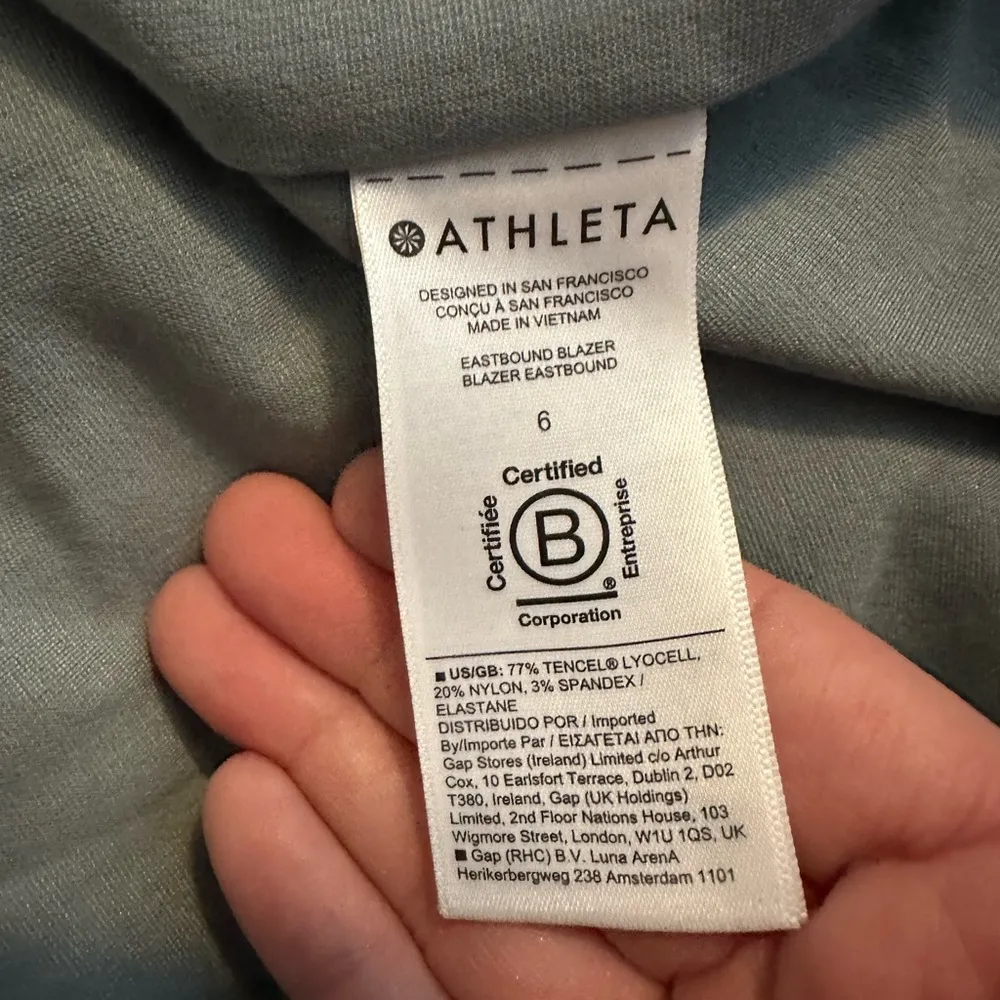 ATHLETA
DESIGNED IN SAN FRANCISCO
CONÇU À SAN FRANCISCO
MADE IN VIETNAM
EASTBOUND BLAZER
BLAZER EASTBOUND
6
Certified
Certifiée
B
Entreprise
®
Corporation
■ US/GB: 77% TENCEL® LYOCELL,
20% NYLON, 3% SPANDEX /
ELASTANE
DISTRIBUIDO POR / Imported
By/Importe Par / ΕΙΣΑΓΕΤΑΙ ΑΠΟ ΤΗΝ:
Gap Stores (Ireland) Limited c/o Arthur
Cox, 10 Earlsfort Terrace, Dublin 2, D02
T380, Ireland, Gap (UK Holdings)
Limited, 2nd Floor Nations House, 103
Wigmore Street, London, W1U 1QS, UK
■ Gap (RHC) B.V. Luna ArenA
Herikerbergweg 238 Amsterdam 1101